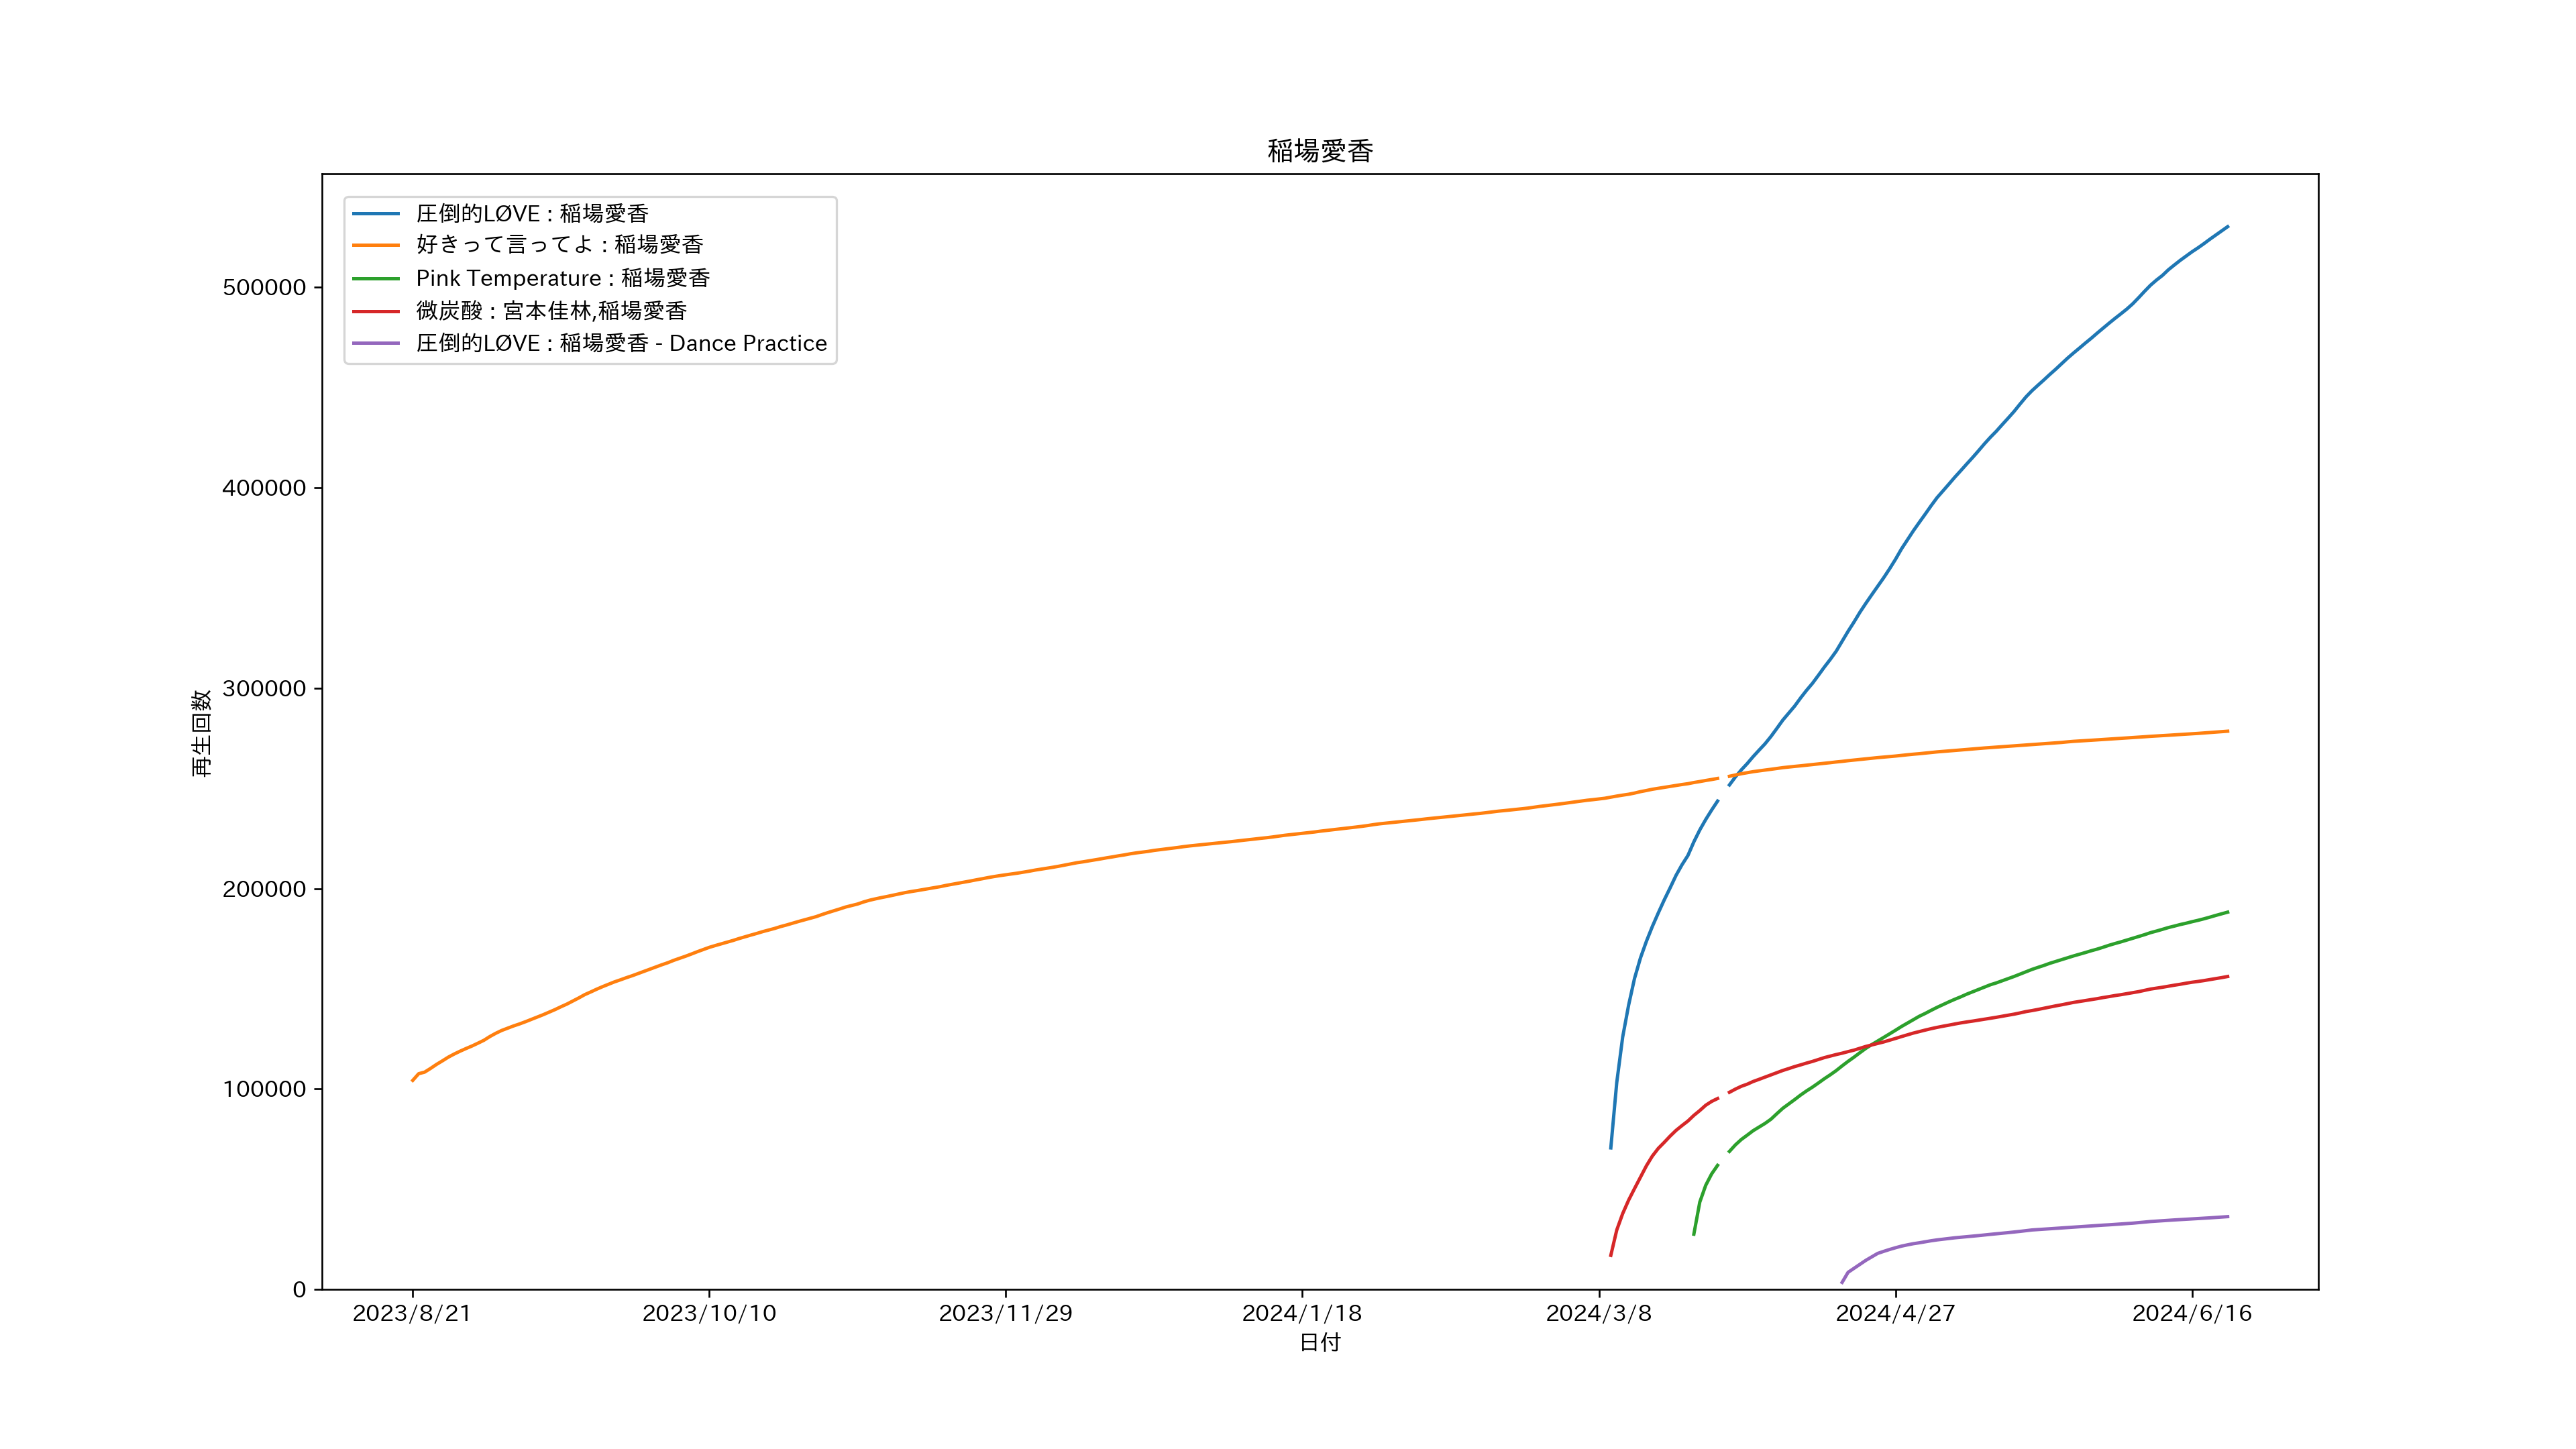 稲場愛香
圧倒的LØVE : 稲場愛香
好きって言ってよ : 稲場愛香
Pink Temperature : 稲場愛香
微炭酸 : 宮本佳林,稲場愛香
圧倒的LØVE : 稲場愛香 - Dance Practice
500000
400000
300000
200000
100000
0
再生回数
2023/8/21 2023/10/10 2023/11/29 2024/1/18 2024/3/8 2024/4/27 2024/6/16
日付